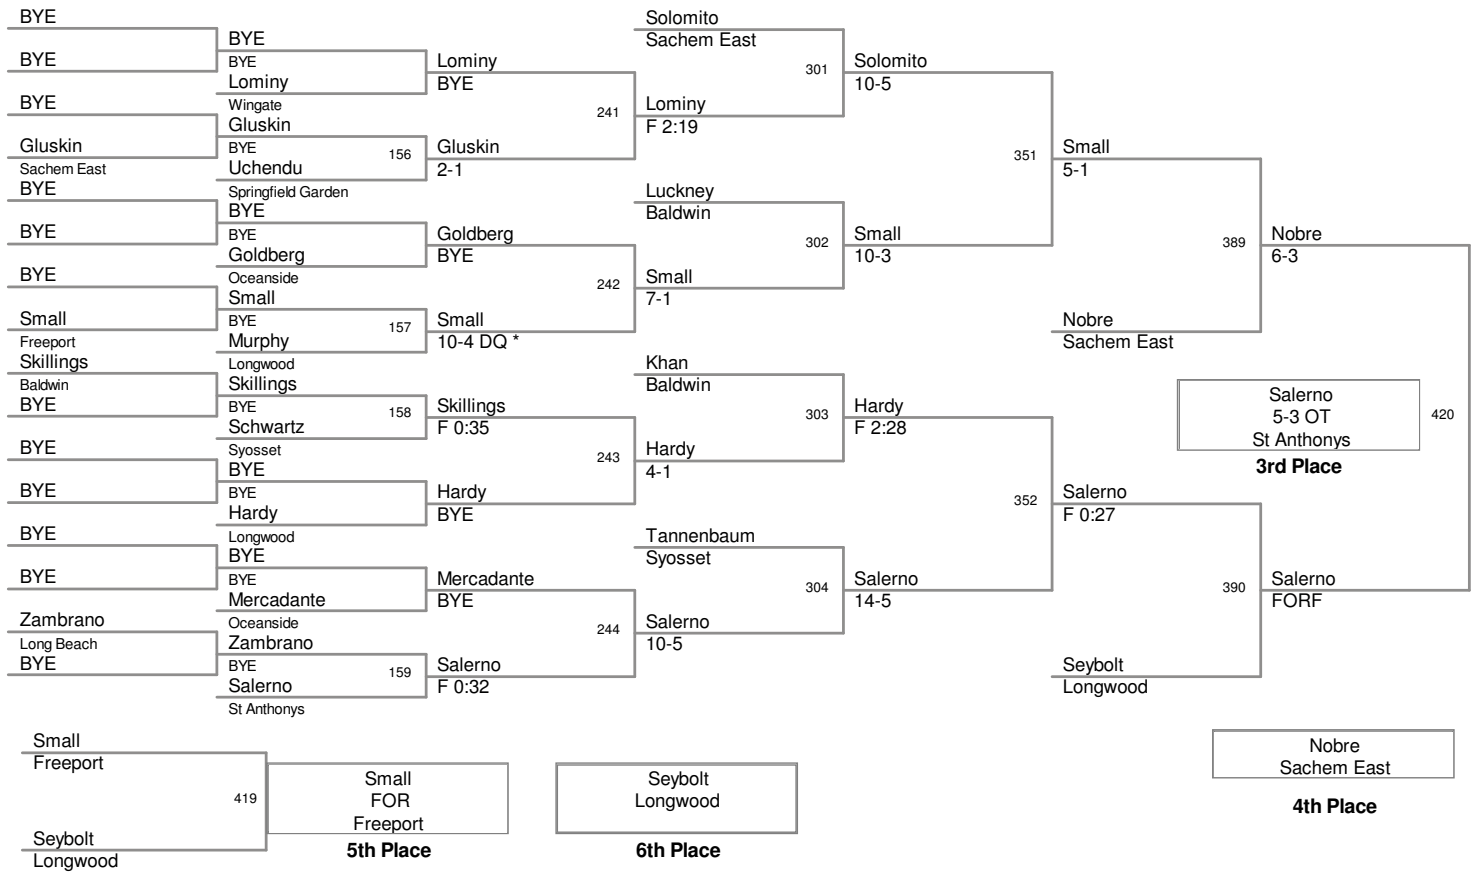 BYE
BYE
BYE
Gluskin
Sachem East
BYE
BYE
BYE
Small
Freeport
Skillings
Baldwin
BYE
BYE
BYE
BYE
BYE
Zambrano
Long Beach
BYE
BYE
BYE
Lominy
Wingate
Gluskin
BYE
156
Uchendu
Springfield Garden
BYE
BYE
Goldberg
Oceanside
Small
BYE
157
Murphy
Longwood
Skillings
BYE
158
Schwartz
Syosset
BYE
BYE
Hardy
Longwood
BYE
BYE
Mercadante
Oceanside
Zambrano
BYE
159
Salerno
St Anthonys
Lominy
BYE
241
Gluskin
2-1
Goldberg
BYE
242
Small
10-4 DQ *
Skillings
F 0:35
243
Hardy
BYE
Mercadante
BYE
244
Salerno
F 0:32
Solomito
Sachem East
301
Lominy
F 2:19
Luckney
Baldwin
302
Small
7-1
Khan
Baldwin
303
Hardy
4-1
Tannenbaum
Syosset
304
Salerno
10-5
Solomito
10-5
351
Small
10-3
Hardy
F 2:28
352
Salerno
14-5
Small
5-1
389
Nobre
Sachem East
Salerno
F 0:27
390
Seybolt
Longwood
Nobre
6-3
Salerno
5-3 OT
St Anthonys
420
3rd Place
Salerno
FORF
Nobre
Sachem East
4th Place
Small
Freeport
419
Seybolt
Longwood
Small
FOR
Freeport
5th Place
Seybolt
Longwood
6th Place